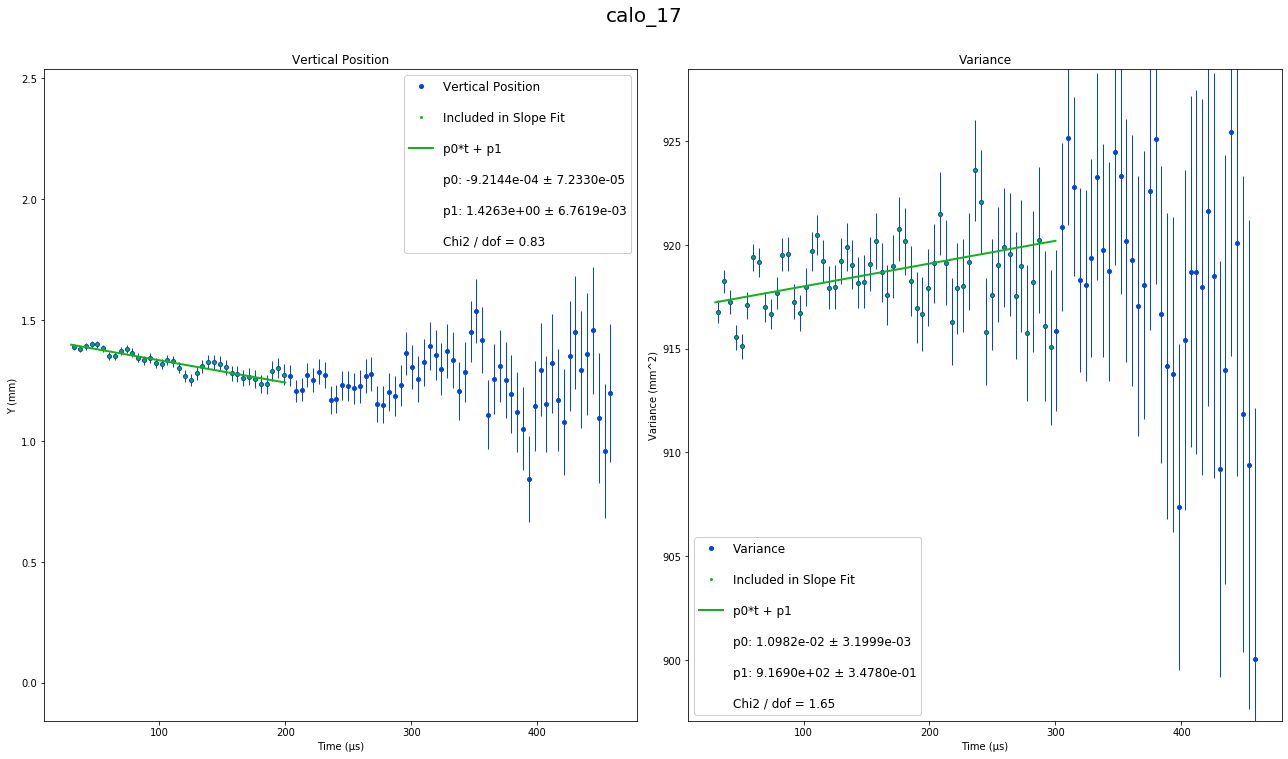 calo_17
Vertical Position
2.5
2.0
1.5
1.0
0.5
0.0
Y (mm)
100
200
300
400
Time (μs)
Vertical Position
Included in Slope Fit
p0*t + p1
p0: -9.2144e-04 ± 7.2330e-05
p1: 1.4263e+00 ± 6.7619e-03
Chi2 / dof = 0.83
Variance
925
920
915
910
905
900
Variance (mm^2)
100
200
300
400
Time (μs)
Variance
Included in Slope Fit
p0*t + p1
p0: 1.0982e-02 ± 3.1999e-03
p1: 9.1690e+02 ± 3.4780e-01
Chi2 / dof = 1.65